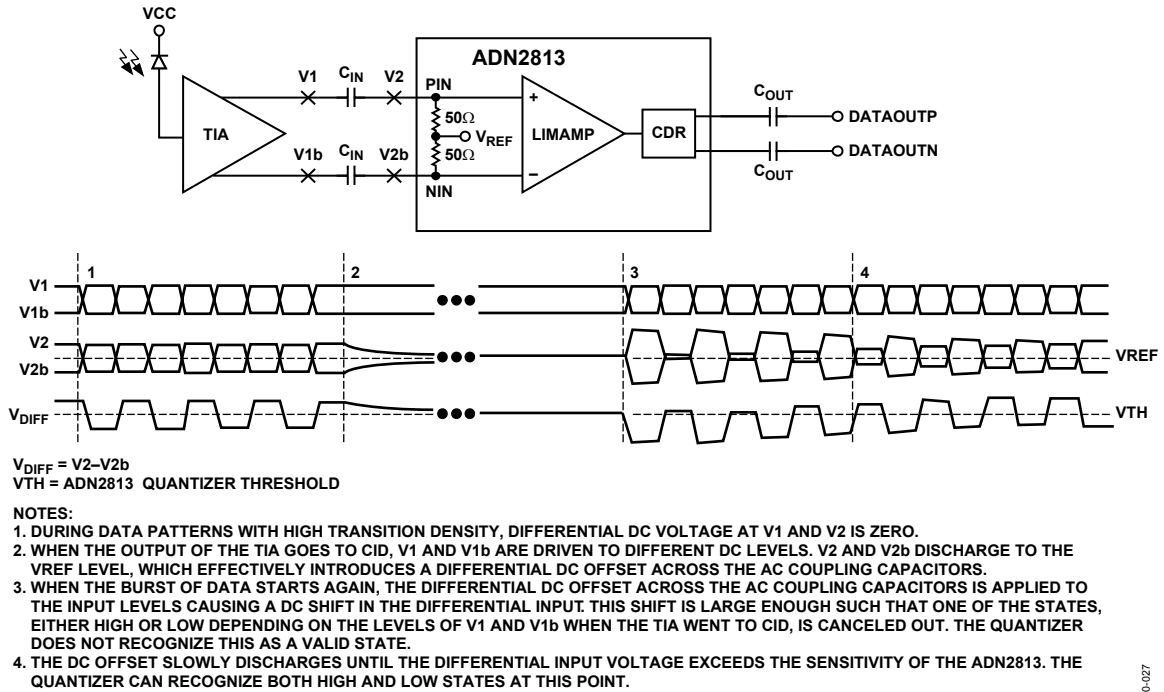 VCC
ADN2813
V1
CIN
V2
PIN
50Ω
VREF
50Ω
TIA
LIMAMP
+
−
CDR
COUT
DATAOUTP
DATAOUTN
COUT
V1b
CIN
V2b
NIN
1
2
3
4
V1
V1b
V2
V2b
VREF
VDIFF
VTH
VDIFF = V2–V2b
VTH = ADN2813 QUANTIZER THRESHOLD
NOTES:
1. DURING DATA PATTERNS WITH HIGH TRANSITION DENSITY, DIFFERENTIAL DC VOLTAGE AT V1 AND V2 IS ZERO.
2. WHEN THE OUTPUT OF THE TIA GOES TO CID, V1 AND V1b ARE DRIVEN TO DIFFERENT DC LEVELS. V2 AND V2b DISCHARGE TO THE
VREF LEVEL, WHICH EFFECTIVELY INTRODUCES A DIFFERENTIAL DC OFFSET ACROSS THE AC COUPLING CAPACITORS.
3. WHEN THE BURST OF DATA STARTS AGAIN, THE DIFFERENTIAL DC OFFSET ACROSS THE AC COUPLING CAPACITORS IS APPLIED TO
THE INPUT LEVELS CAUSING A DC SHIFT IN THE DIFFERENTIAL INPUT. THIS SHIFT IS LARGE ENOUGH SUCH THAT ONE OF THE STATES,
EITHER HIGH OR LOW DEPENDING ON THE LEVELS OF V1 AND V1b WHEN THE TIA WENT TO CID, IS CANCELED OUT. THE QUANTIZER
DOES NOT RECOGNIZE THIS AS A VALID STATE.
4. THE DC OFFSET SLOWLY DISCHARGES UNTIL THE DIFFERENTIAL INPUT VOLTAGE EXCEEDS THE SENSITIVITY OF THE ADN2813. THE
QUANTIZER CAN RECOGNIZE BOTH HIGH AND LOW STATES AT THIS POINT.
0-027